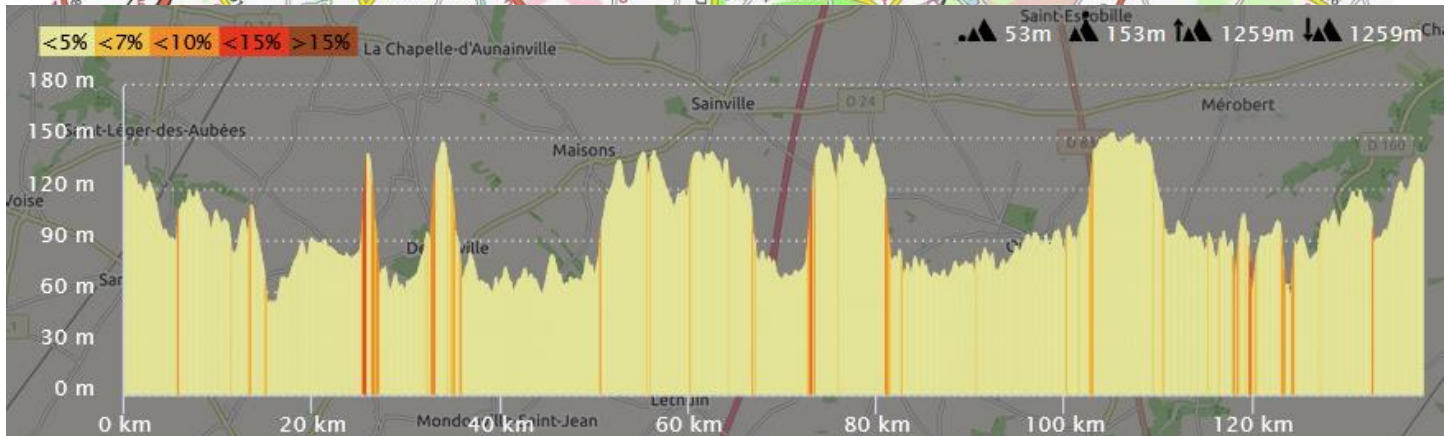 D 24
Saint-Escobille
<5% <7% <10% <15% >15%
La Chapelle-d'Aunainville
53m 153m 1259m 1259m
180 m
Sainville
D 24
Mérobert
150 m
Saint-Léger-des-Aubées
Maisons
D 160
120 m
Voise
90 m
60 m
30 m
0 m
Mondonville-Saint-Jean
0 km 20 km 40 km 60 km 80 km 100 km 120 km